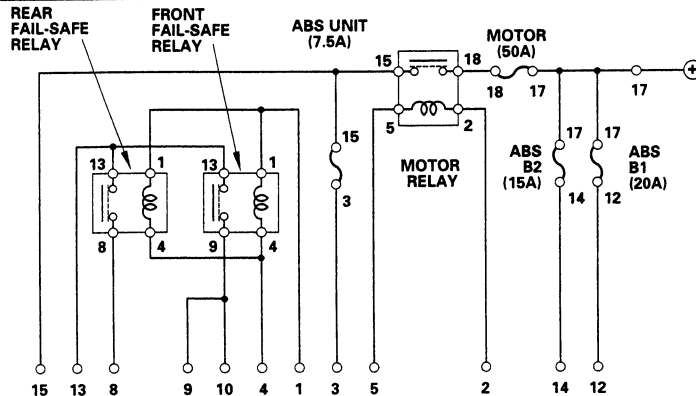 REAR
FAIL-SAFE
RELAY
FRONT
FAIL-SAFE
RELAY
ABS UNIT
(7.5A)
MOTOR
(50A)
15
18
18
17
17
+
5
2
MOTOR
RELAY
15
3
ABS
B2
(15A)
17
14
17
12
ABS
B1
(20A)
13
1
13
1
8
4
9
4
15
13
8
9
10
4
1
3
5
2
14
12